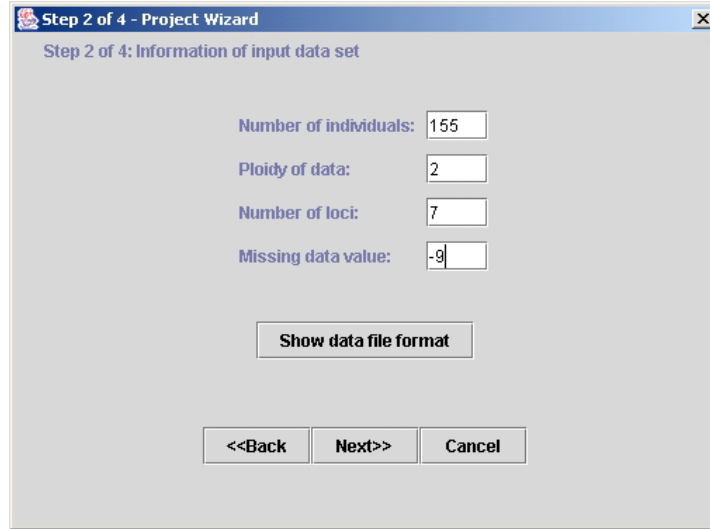 Step 2 of 4 - Project Wizard
Step 2 of 4: Information of input data set
Number of individuals: 155
Ploidy of data: 2
Number of loci: 7
Missing data value: -9
Show data file format
<<Back Next>> Cancel